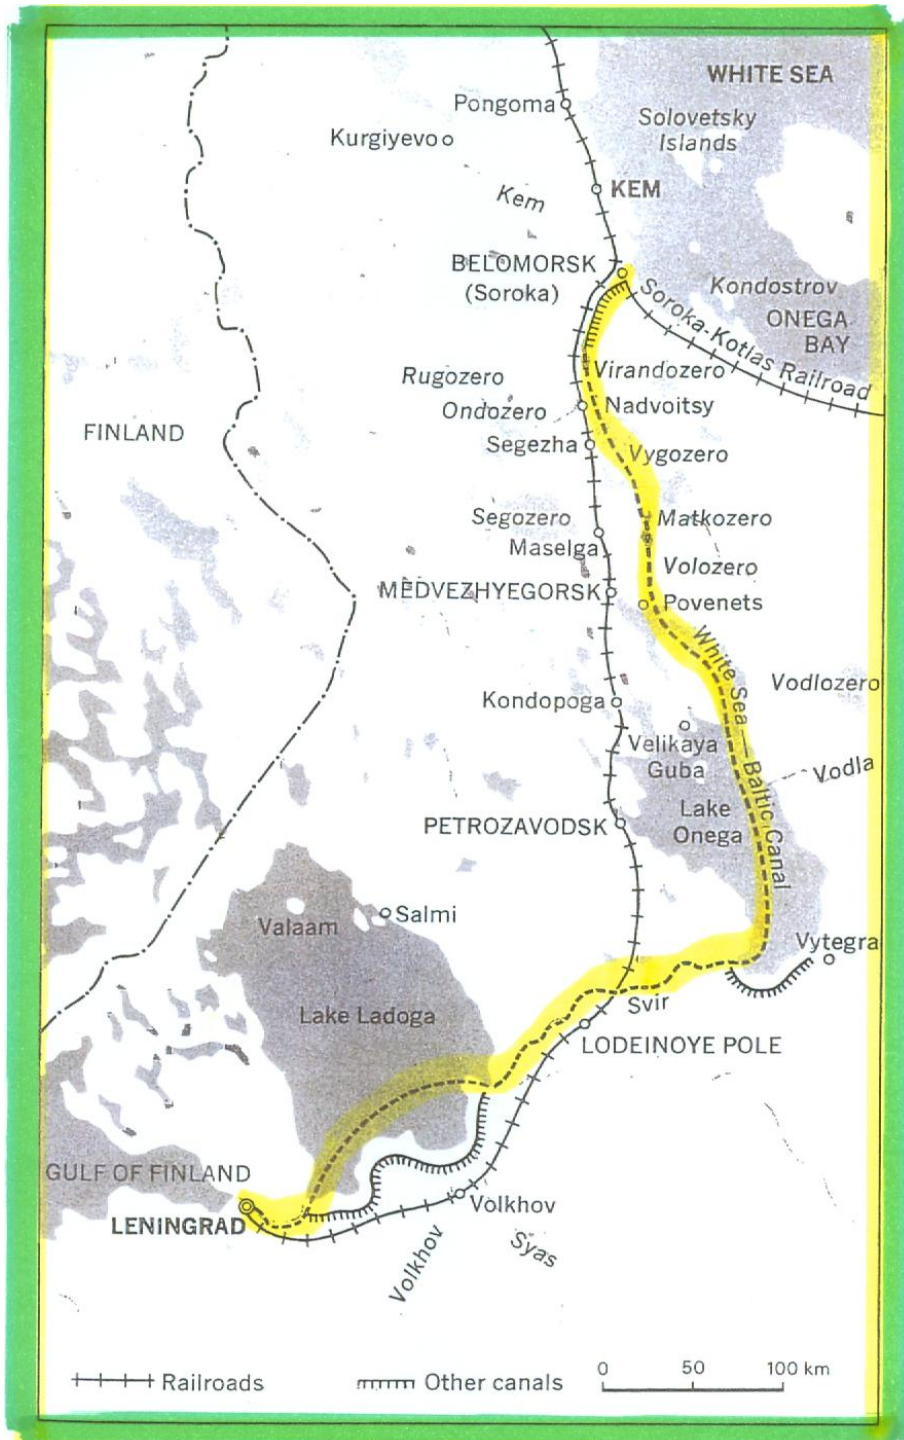 WHITE SEA
Pongoma
Solovetsky
Islands
Kurgiyevo
Kem
KEM
BELOMORSK
(Soroka)
Kondostrov
ONEGA
BAY
Soroka-Kotlas Railroad
Virandozero
Rugozero
Ondozero
Nadvoitsy
FINLAND
Segezha
Vygozero
Segozero
Matkozero
Maselga
Volozero
MEDVEZHYEGORSK
Povenets
White Sea — Baltic Canal
Vodlozero
Kondopoga
Velikaya
Guba
Vodla
Lake
Onega
PETROZAVODSK
Salmi
Valaam
Vytegra
Svir
Lake Ladoga
LODEINOYE POLE
GULF OF FINLAND
LENINGRAD
Volkhov
Volkhov
Syas
0 50 100 km
Railroads
Other canals